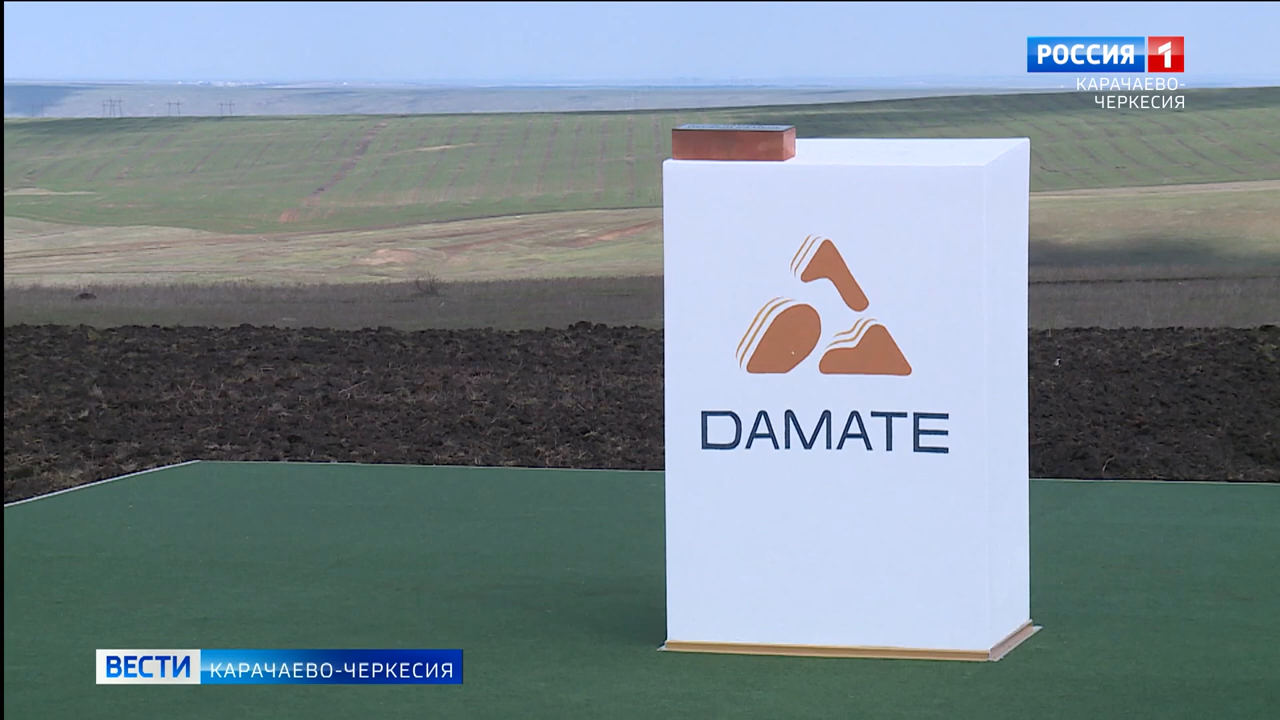 РОССИЯ 1
КАРАЧАЕВО-
ЧЕРКЕСИЯ
DAMATE
ВЕСТИ КАРАЧАЕВО-ЧЕРКЕСИЯ